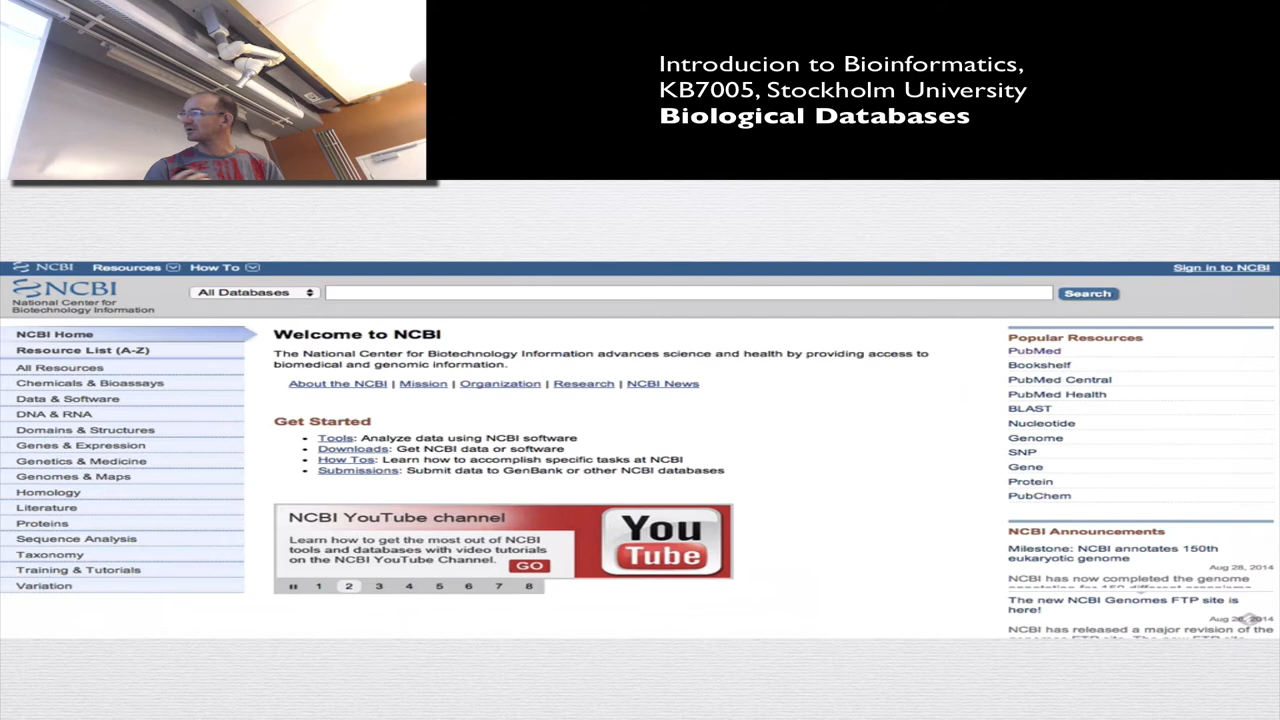 Introducion to Bioinformatics,
KB7005, Stockholm University
Biological Databases
NCBI Resources How To Sign in to NCBI
NCBI
National Center for
Biotechnology Information
All Databases Search
NCBI Home
Resource List (A-Z)
All Resources
Chemicals & Bioassays
Data & Software
DNA & RNA
Domains & Structures
Genes & Expression
Genetics & Medicine
Genomes & Maps
Homology
Literature
Proteins
Sequence Analysis
Taxonomy
Training & Tutorials
Variation
Welcome to NCBI
The National Center for Biotechnology Information advances science and health by providing access to
biomedical and genomic information.
About the NCBI | Mission | Organization | Research | NCBI News
Get Started
• Tools: Analyze data using NCBI software
• Downloads: Get NCBI data or software
• How Tos: Learn how to accomplish specific tasks at NCBI
• Submissions: Submit data to GenBank or other NCBI databases
NCBI YouTube channel
Learn how to get the most out of NCBI
tools and databases with video tutorials
on the NCBI YouTube Channel.
GO
You
Tube
1 2 3 4 5 6 7 8
Popular Resources
PubMed
Bookshelf
PubMed Central
PubMed Health
BLAST
Nucleotide
Genome
SNP
Gene
Protein
PubChem
NCBI Announcements
Milestone: NCBI annotates 150th
eukaryotic genome
Aug 28, 2014
NCBI has now completed the genome
The new NCBI Genomes FTP site is
here!
Aug 2014
NCBI has released a major revision of the